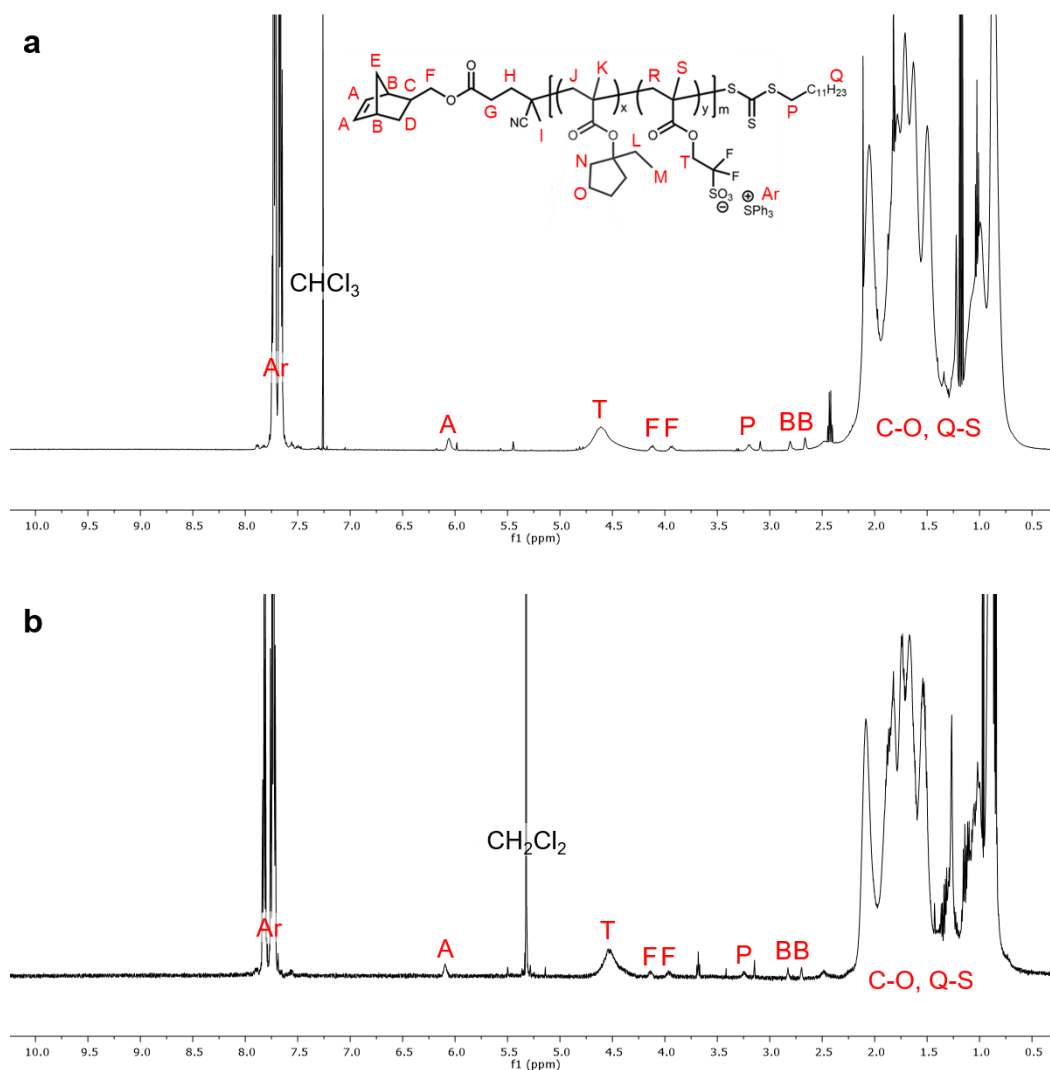 a
E
B
C
F
O
H
J
K
R
S
Q
A
A
B
D
O
G
NC
I
x
y
m
S
S
S
C₁₁H₂₃
P
O
O
O
O
N
L
M
O
T
F
F
SO₃
⊖
⊕
SPh₃
Ar
CHCl₃
Ar
A
T
F F
P
B B
C-O, Q-S
10.0 9.5 9.0 8.5 8.0 7.5 7.0 6.5 6.0 5.5 5.0 4.5 4.0 3.5 3.0 2.5 2.0 1.5 1.0 0.5
f1 (ppm)
b
CH₂Cl₂
Ar
A
T
F F
P
B B
C-O, Q-S
10.0 9.5 9.0 8.5 8.0 7.5 7.0 6.5 6.0 5.5 5.0 4.5 4.0 3.5 3.0 2.5 2.0 1.5 1.0 0.5
f1 (ppm)